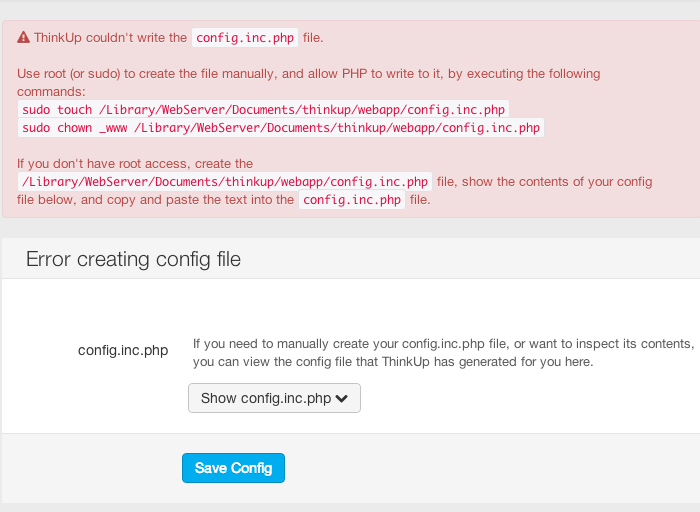 ThinkUp couldn't write the config.inc.php file.
Use root (or sudo) to create the file manually, and allow PHP to write to it, by executing the following
commands:
sudo touch /Library/WebServer/Documents/thinkup/webapp/config.inc.php
sudo chown _www /Library/WebServer/Documents/thinkup/webapp/config.inc.php
If you don't have root access, create the
/Library/WebServer/Documents/thinkup/webapp/config.inc.php file, show the contents of your config
file below, and copy and paste the text into the config.inc.php file.
Error creating config file
config.inc.php
If you need to manually create your config.inc.php file, or want to inspect its contents,
you can view the config file that ThinkUp has generated for you here.
Show config.inc.php
Save Config